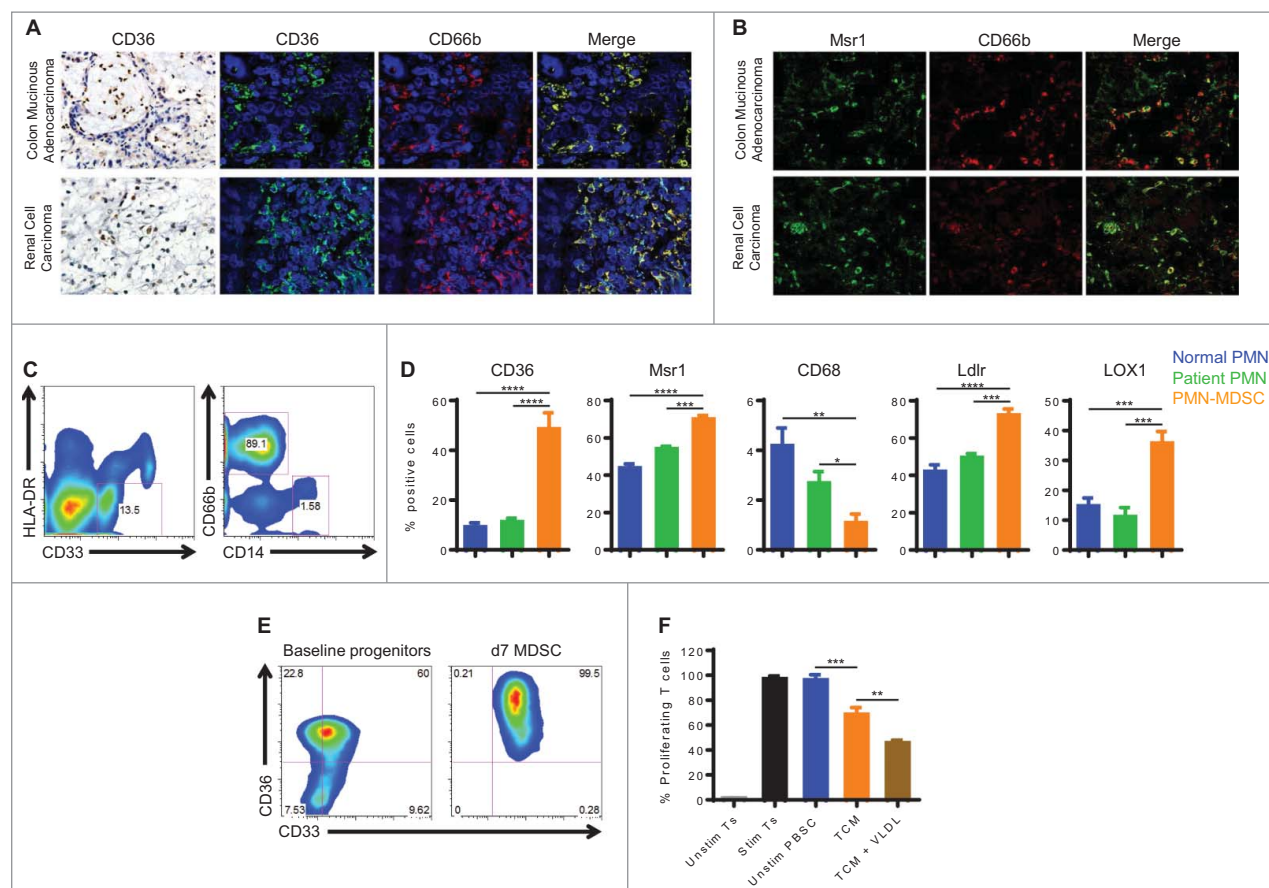 A
CD36
CD36
CD66b
Merge
Colon Mucinous
Adenocarcinoma
Renal Cell
Carcinoma
B
Msr1
CD66b
Merge
Colon Mucinous
Adenocarcinoma
Renal Cell
Carcinoma
C
HLA-DR
13.5
CD33
CD66b
89.1
1.58
CD14
D
CD36
Msr1
CD68
Ldlr
LOX1
Normal PMN
Patient PMN
PMN-MDSC
% positive cells
60
40
20
0
****
****
80
60
40
20
0
****
***
6
4
2
0
**
*
80
60
40
20
0
****
***
50
40
30
20
10
0
***
***
E
Baseline progenitors
d7 MDSC
22.8
60
7.53
9.62
0.21
99.5
0
0.28
CD36
CD33
F
% Proliferating T cells
120
100
80
60
40
20
0
***
**
Unstim Ts
Stim Ts
Unstim PBSC
TCM
TCM + VLDL